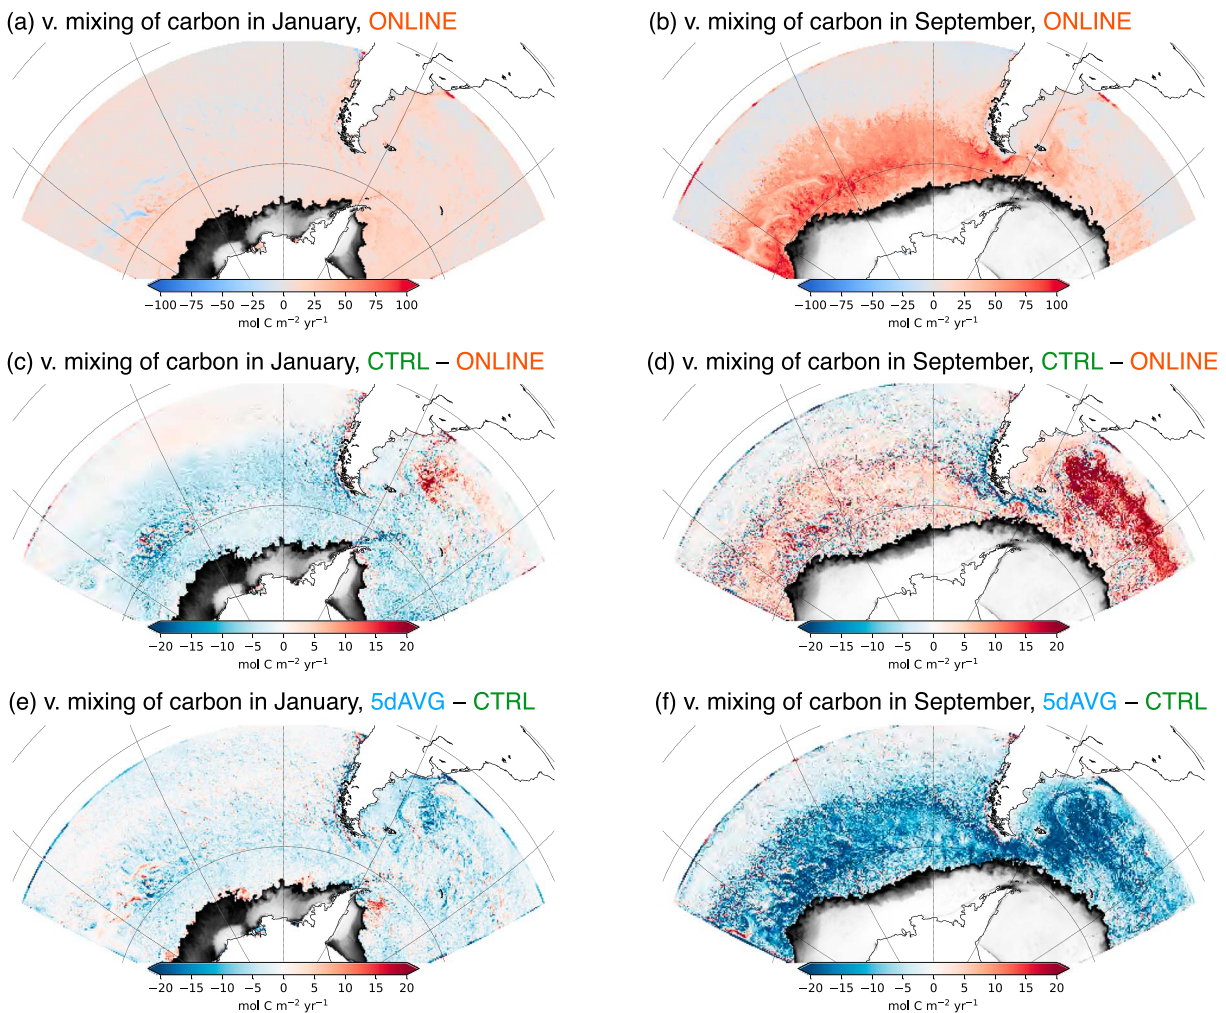 (a) v. mixing of carbon in January, ONLINE
(b) v. mixing of carbon in September, ONLINE
−100 −75 −50 −25 0 25 50 75 100
mol C m⁻² yr⁻¹
−100 −75 −50 −25 0 25 50 75 100
mol C m⁻² yr⁻¹
(c) v. mixing of carbon in January, CTRL – ONLINE
(d) v. mixing of carbon in September, CTRL – ONLINE
−20 −15 −10 −5 0 5 10 15 20
mol C m⁻² yr⁻¹
−20 −15 −10 −5 0 5 10 15 20
mol C m⁻² yr⁻¹
(e) v. mixing of carbon in January, 5dAVG – CTRL
(f) v. mixing of carbon in September, 5dAVG – CTRL
−20 −15 −10 −5 0 5 10 15 20
mol C m⁻² yr⁻¹
−20 −15 −10 −5 0 5 10 15 20
mol C m⁻² yr⁻¹